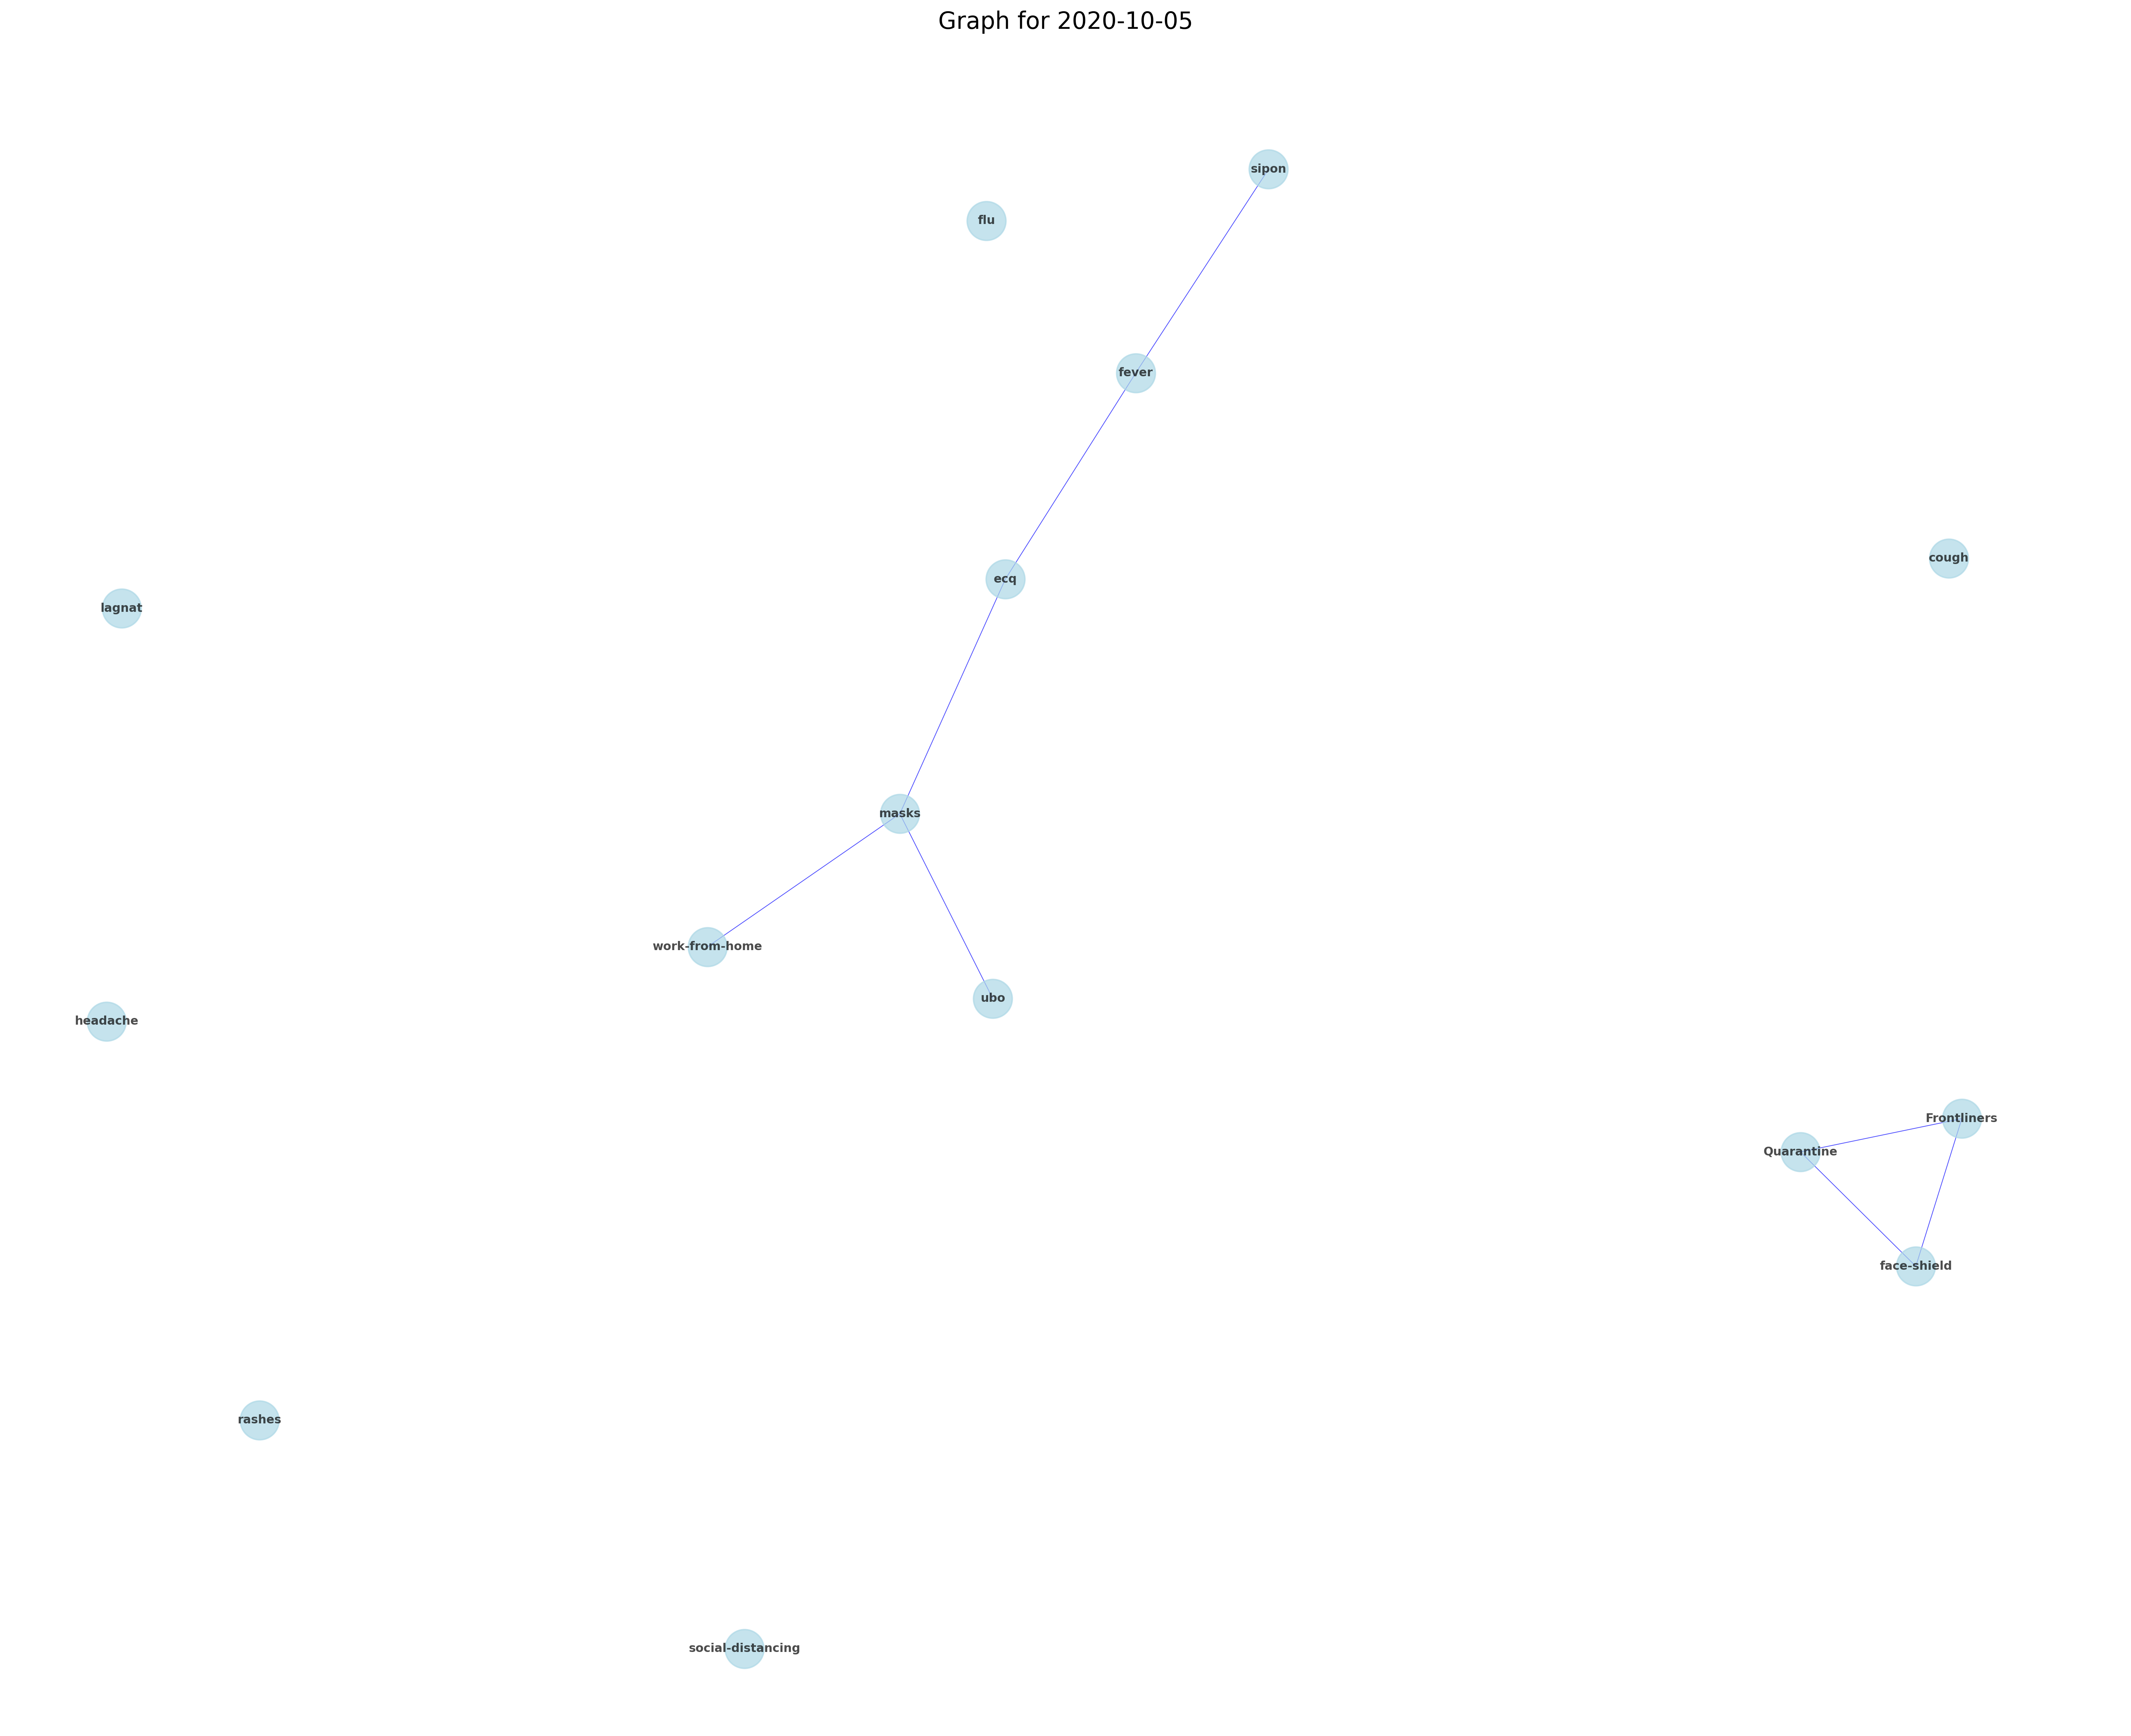 Graph for 2020-10-05
sipon
flu
fever
cough
ecq
lagnat
masks
work-from-home
ubo
headache
Frontliners
Quarantine
face-shield
rashes
social-distancing